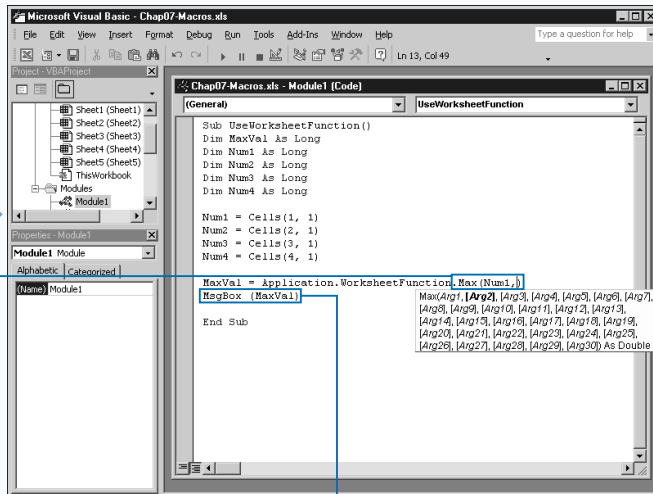 Microsoft Visual Basic - Chap07-Macros.xls
File Edit View Insert Format Debug Run Tools Add-Ins Window Help
Type a question for help
Ln 13, Col 49
Project - VBAProject
Sheet1 (Sheet1)
Sheet2 (Sheet2)
Sheet3 (Sheet3)
Sheet4 (Sheet4)
Sheet5 (Sheet5)
ThisWorkbook
Modules
Module1
Properties - Module1
Module1 Module
Alphabetic Categorized
(Name) Module1
Chap07-Macros.xls - Module1 (Code)
(General) UseWorksheetFunction
Sub UseWorksheetFunction()
Dim MaxVal As Long
Dim Num1 As Long
Dim Num2 As Long
Dim Num3 As Long
Dim Num4 As Long
Num1 = Cells(1, 1)
Num2 = Cells(2, 1)
Num3 = Cells(3, 1)
Num4 = Cells(4, 1)
MaxVal = Application.WorksheetFunction.Max(Num1,)
MsgBox (MaxVal)
Max(Arg1, [Arg2], [Arg3], [Arg4], [Arg5], [Arg6], [Arg7],
[Arg8], [Arg9], [Arg10], [Arg11], [Arg12], [Arg13],
[Arg14], [Arg15], [Arg16], [Arg17], [Arg18], [Arg19],
[Arg20], [Arg21], [Arg22], [Arg23], [Arg24], [Arg25],
[Arg26], [Arg27], [Arg28], [Arg29], [Arg30]) As Double
End Sub